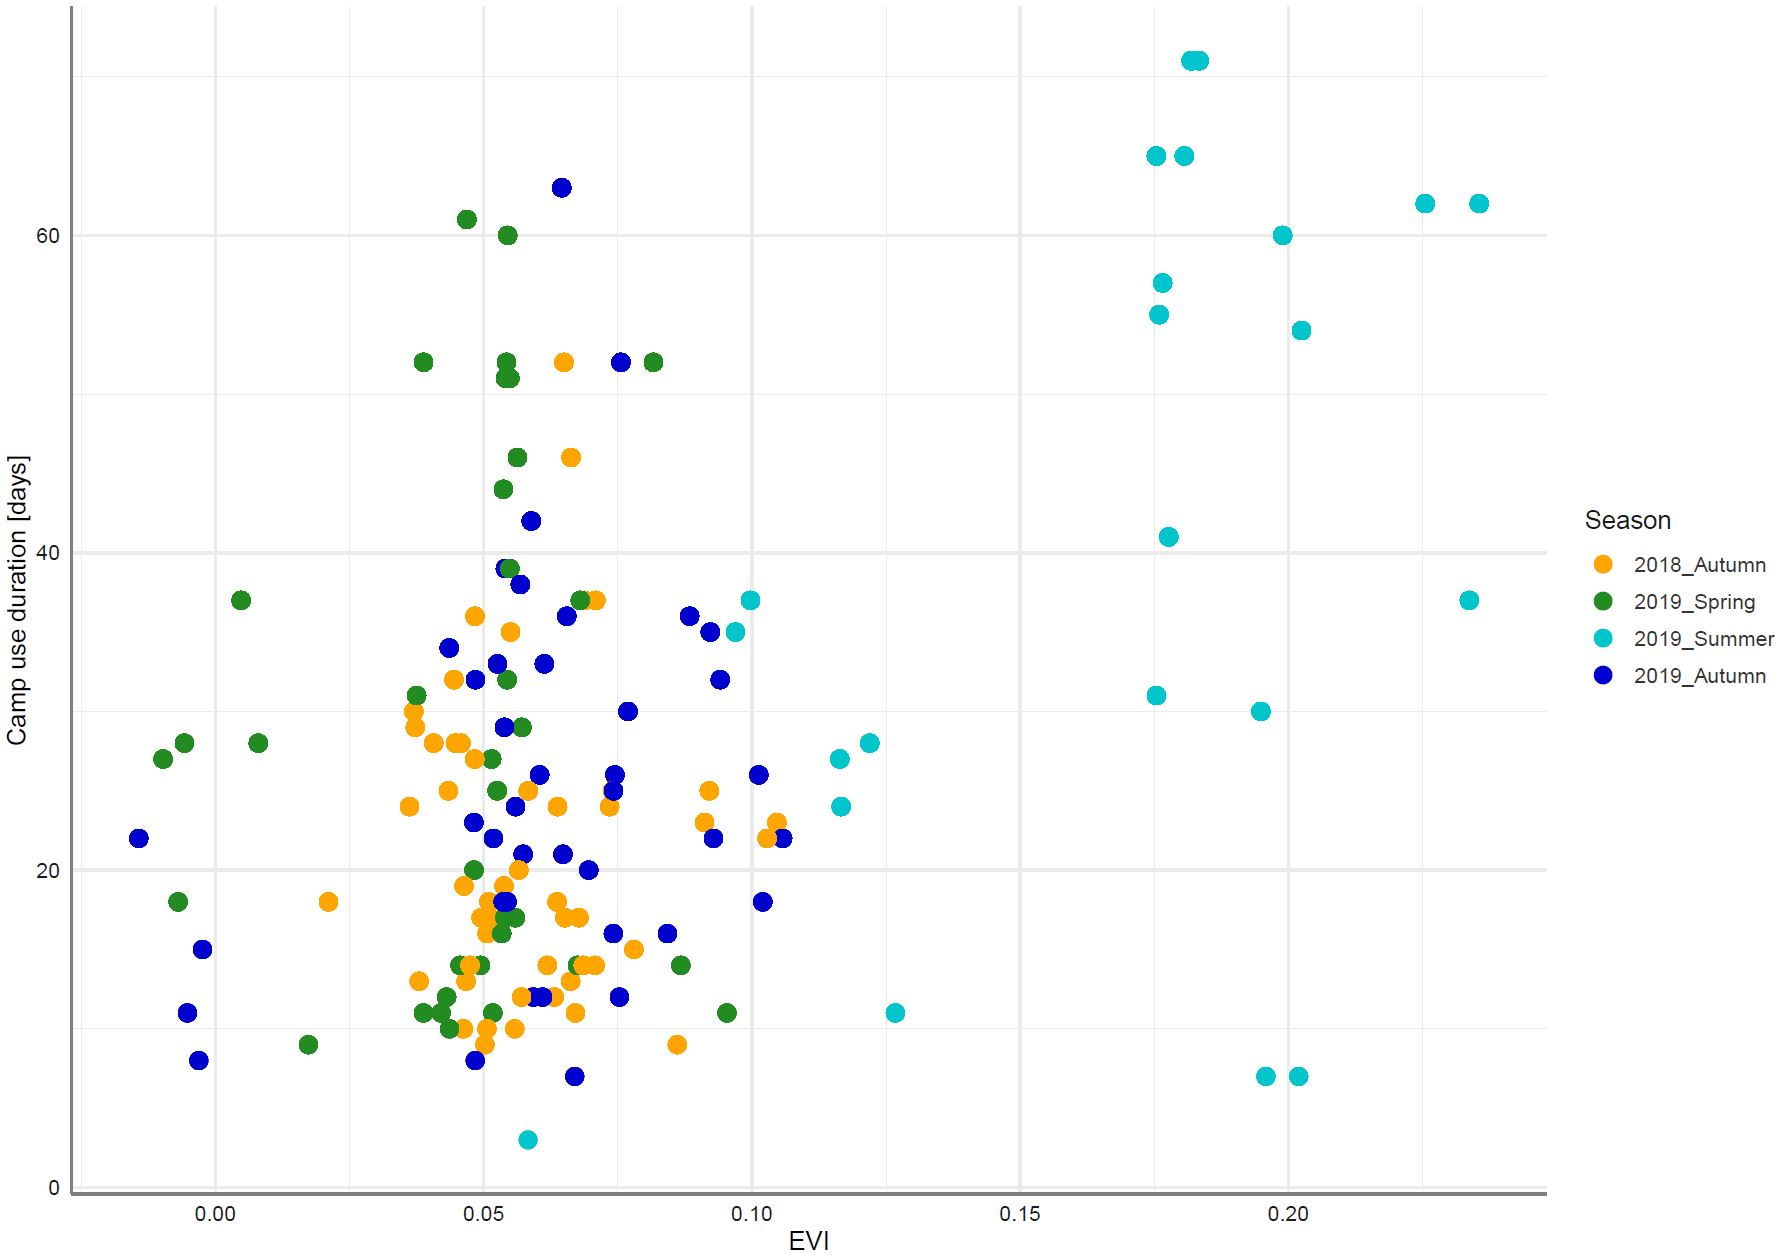 Camp use duration [days]
60
40
20
0
0.00 0.05 0.10 0.15 0.20
EVI
Season
2018_Autumn
2019_Spring
2019_Summer
2019_Autumn